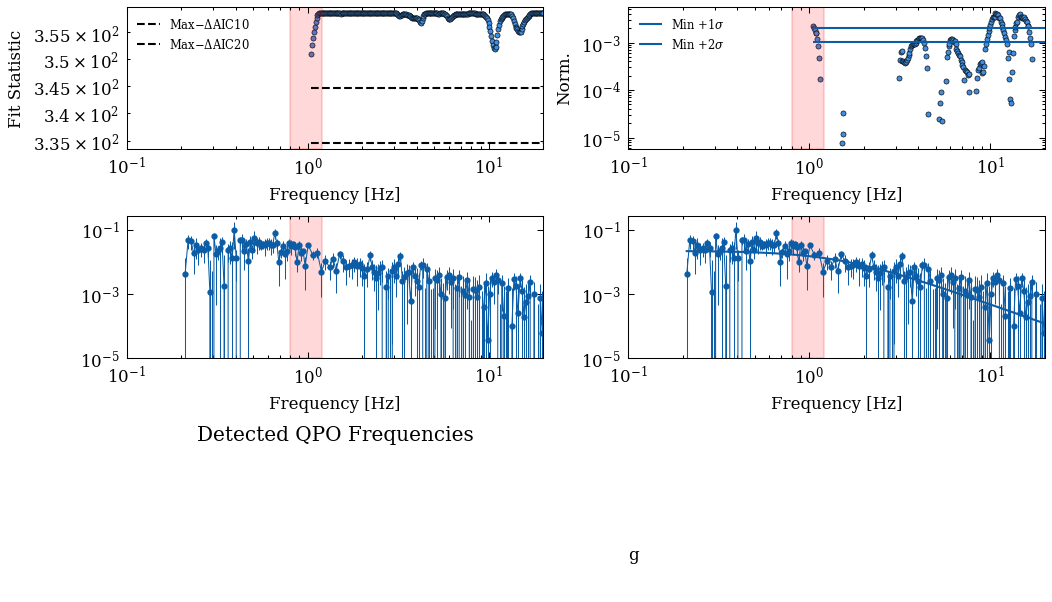 Fit Statistic
3.55 × 10²
3.5 × 10²
3.45 × 10²
3.4 × 10²
3.35 × 10²
Max−ΔAIC10
Max−ΔAIC20
10⁻¹ 10⁰ 10¹
Frequency [Hz]
Norm.
10⁻³
10⁻⁴
10⁻⁵
Min +1σ
Min +2σ
10⁻¹ 10⁰ 10¹
Frequency [Hz]
10⁻¹
10⁻³
10⁻⁵
10⁻¹ 10⁰ 10¹
Frequency [Hz]
10⁻¹
10⁻³
10⁻⁵
10⁻¹ 10⁰ 10¹
Frequency [Hz]
Detected QPO Frequencies
g